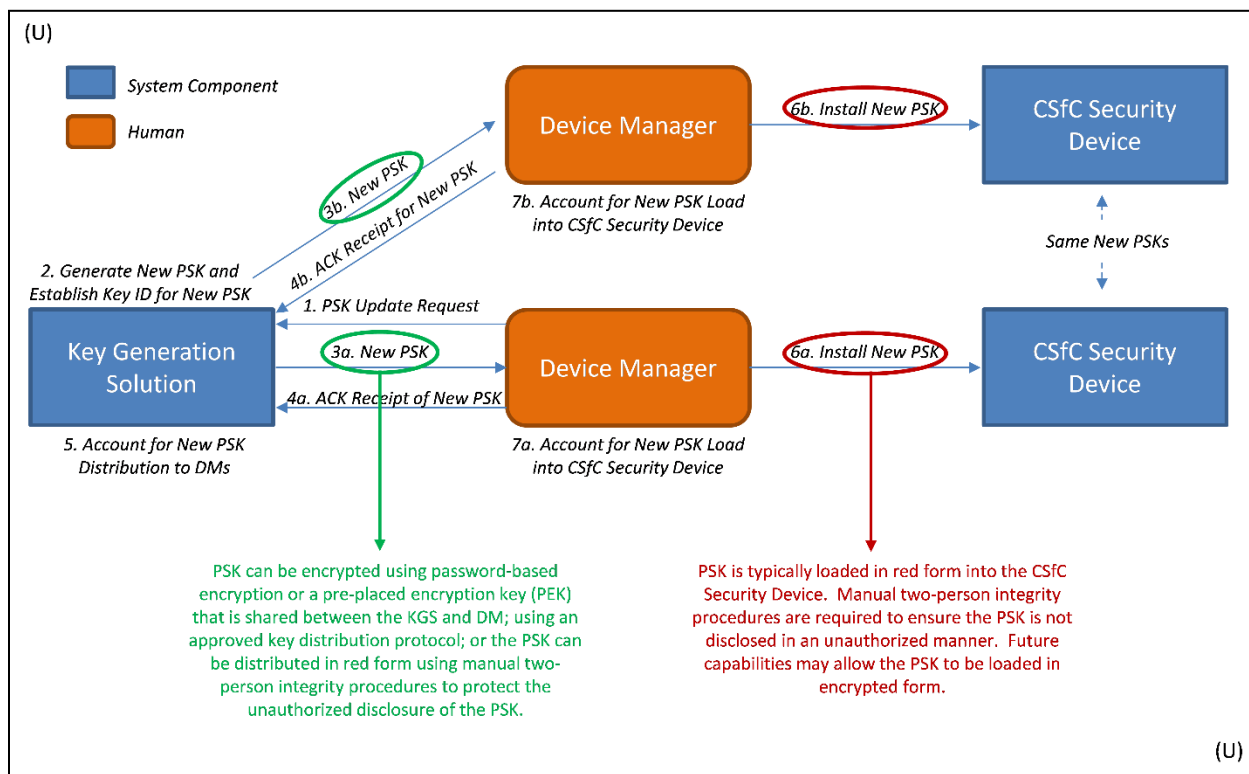 (U)
System Component
Human
Device Manager
6b. Install New PSK
CSfC Security
Device
3b. New PSK
4b. ACK Receipt for New PSK
7b. Account for New PSK Load
into CSfC Security Device
Same New PSKs
2. Generate New PSK and
Establish Key ID for New PSK
1. PSK Update Request
Key Generation
Solution
3a. New PSK
4a. ACK Receipt of New PSK
Device Manager
6a. Install New PSK
CSfC Security
Device
5. Account for New PSK
Distribution to DMs
7a. Account for New PSK Load
into CSfC Security Device
PSK can be encrypted using password-based
encryption or a pre-placed encryption key (PEK)
that is shared between the KGS and DM; using an
approved key distribution protocol; or the PSK can
be distributed in red form using manual two-
person integrity procedures to protect the
unauthorized disclosure of the PSK.
PSK is typically loaded in red form into the CSfC
Security Device.  Manual two-person integrity
procedures are required to ensure the PSK is not
disclosed in an unauthorized manner.  Future
capabilities may allow the PSK to be loaded in
encrypted form.
(U)